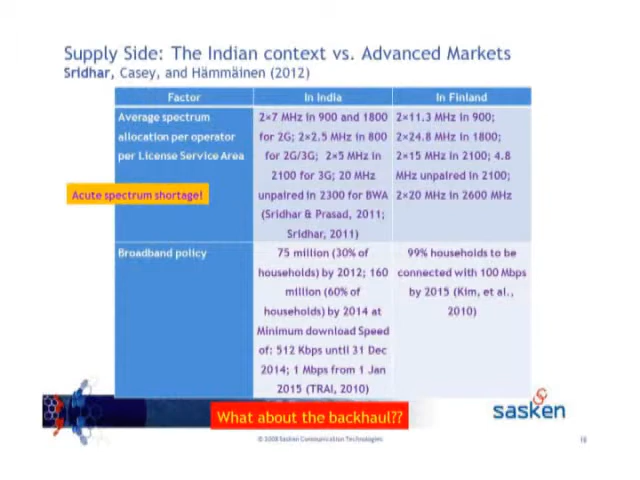 Supply Side: The Indian context vs. Advanced Markets
Sridhar, Casey, and Hämmäinen (2012)
Factor
In India
In Finland
Average spectrum
allocation per operator
per License Service Area
Acute spectrum shortage!
2×7 MHz in 900 and 1800
for 2G; 2×2.5 MHz in 800
for 2G/3G; 2×5 MHz in
2100 for 3G; 20 MHz
unpaired in 2300 for BWA
(Sridhar & Prasad, 2011;
Sridhar, 2011)
2×11.3 MHz in 900;
2×24.8 MHz in 1800;
2×15 MHz in 2100; 4.8
MHz unpaired in 2100;
2×20 MHz in 2600 MHz
Broadband policy
75 million (30% of
households) by 2012; 160
million (60% of
households) by 2014 at
Minimum download Speed
of: 512 Kbps until 31 Dec
2014; 1 Mbps from 1 Jan
2015 (TRAI, 2010)
99% households to be
connected with 100 Mbps
by 2015 (Kim, et al.,
2010)
What about the backhaul??
sasken
© 2008 Sasken Communication Technologies